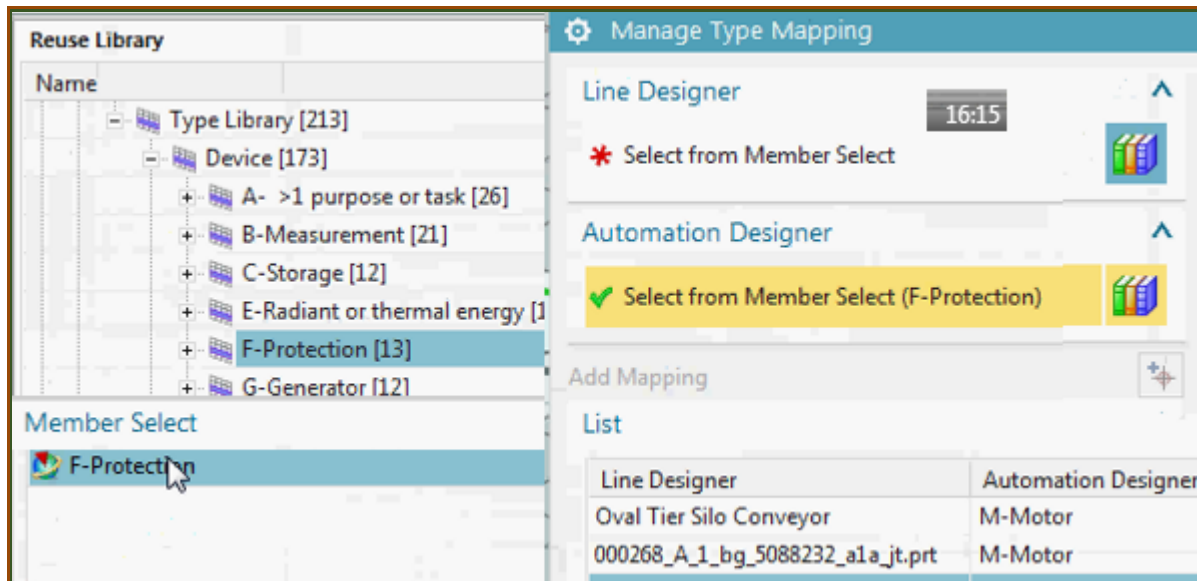 Reuse Library
Name
Type Library [213]
Device [173]
A- >1 purpose or task [26]
B-Measurement [21]
C-Storage [12]
E-Radiant or thermal energy [1
F-Protection [13]
G-Generator [12]
Member Select
F-Protection
Manage Type Mapping
Line Designer
16:15
* Select from Member Select
Automation Designer
Select from Member Select (F-Protection)
Add Mapping
List
Line Designer Automation Designer
Oval Tier Silo Conveyor M-Motor
000268_A_1_bg_5088232_a1a_jt.prt M-Motor